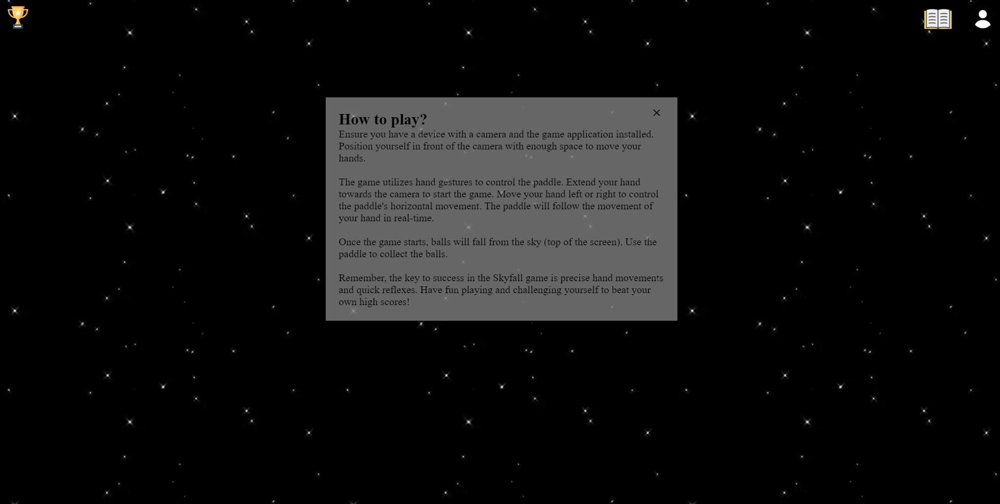 How to play?
Ensure you have a device with a camera and the game application installed.
Position yourself in front of the camera with enough space to move your
hands.
The game utilizes hand gestures to control the paddle. Extend your hand
towards the camera to start the game. Move your hand left or right to control
the paddle's horizontal movement. The paddle will follow the movement of
your hand in real-time.
Once the game starts, balls will fall from the sky (top of the screen). Use the
paddle to collect the balls.
Remember, the key to success in the Skyfall game is precise hand movements
and quick reflexes. Have fun playing and challenging yourself to beat your
own high scores!